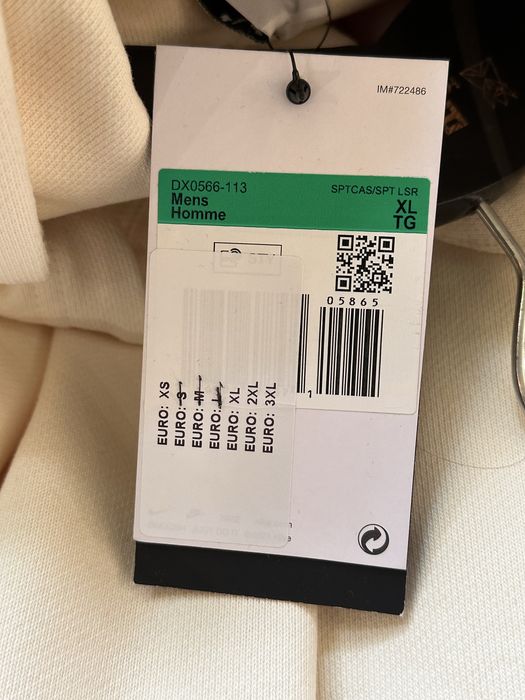 IM#722486
DX0566-113
SPTCAS/SPT LSR
Mens
XL
Homme
TG
05865
1
EURO: XS
EURO: S
EURO: M
EURO: L
EURO: XL
EURO: 2XL
EURO: 3XL